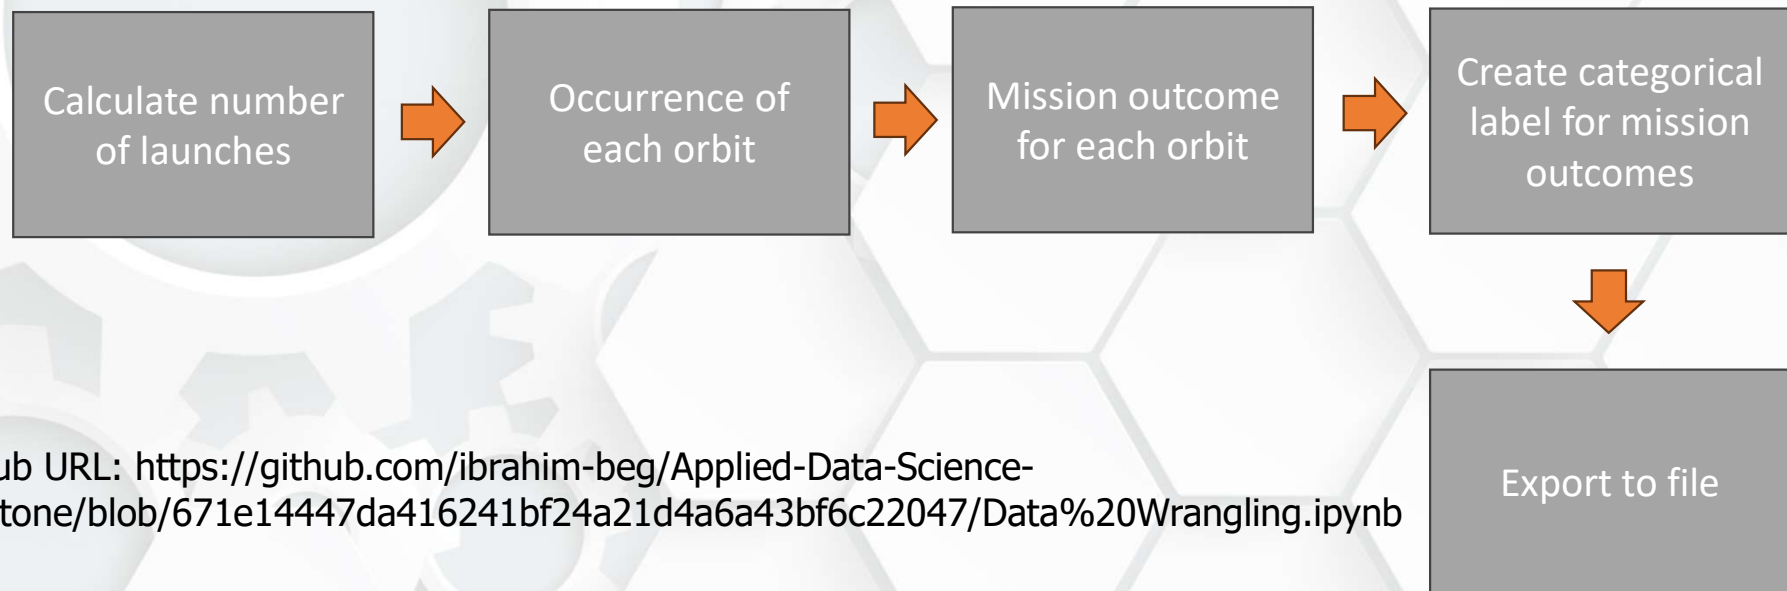 Calculate number
of launches
Occurrence of
each orbit
Mission outcome
for each orbit
Create categorical
label for mission
outcomes
Export to file
ub URL: https://github.com/ibrahim-beg/Applied-Data-Science-
tone/blob/671e14447da416241bf24a21d4a6a43bf6c22047/Data%20Wrangling.ipynb